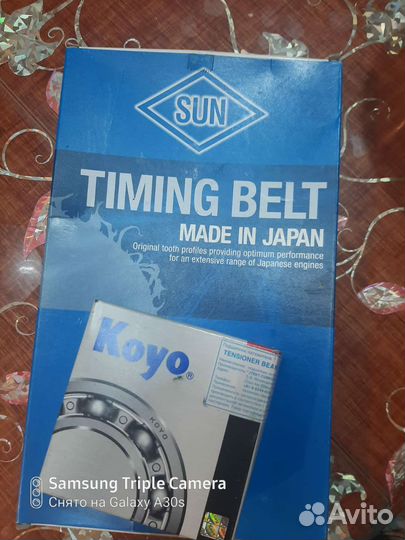 SUN
TIMING BELT
MADE IN JAPAN
Original tooth profiles providing optimum performance
for an extensive range of Japanese engines
Koyo®
TENSIONER BEA
KOYO
Samsung Triple Camera
Снято на Galaxy A30s
Avito